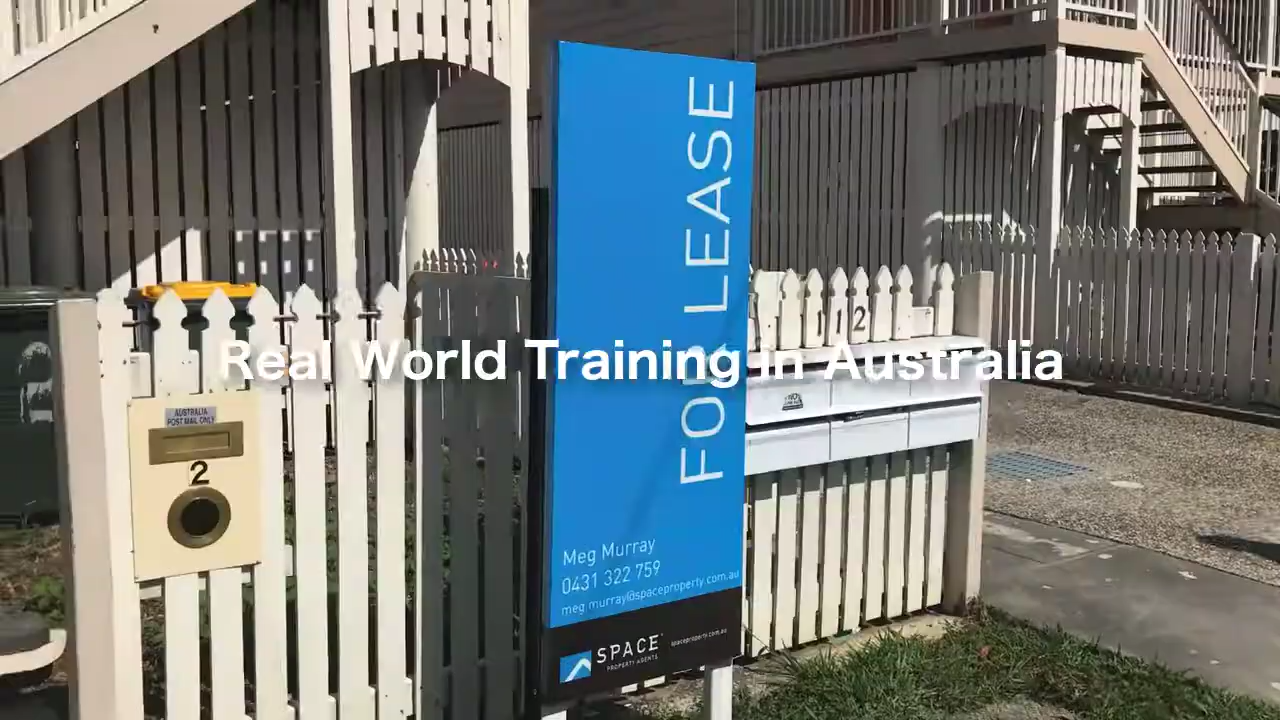 FOR LEASE
112
Real World Training in Australia
AUSTRALIA
POST MAIL ONLY
2
Meg Murray
0431 322 759
meg.murray@spaceproperty.com.au
SPACE
PROPERTY AGENTS
spaceproperty.com.au